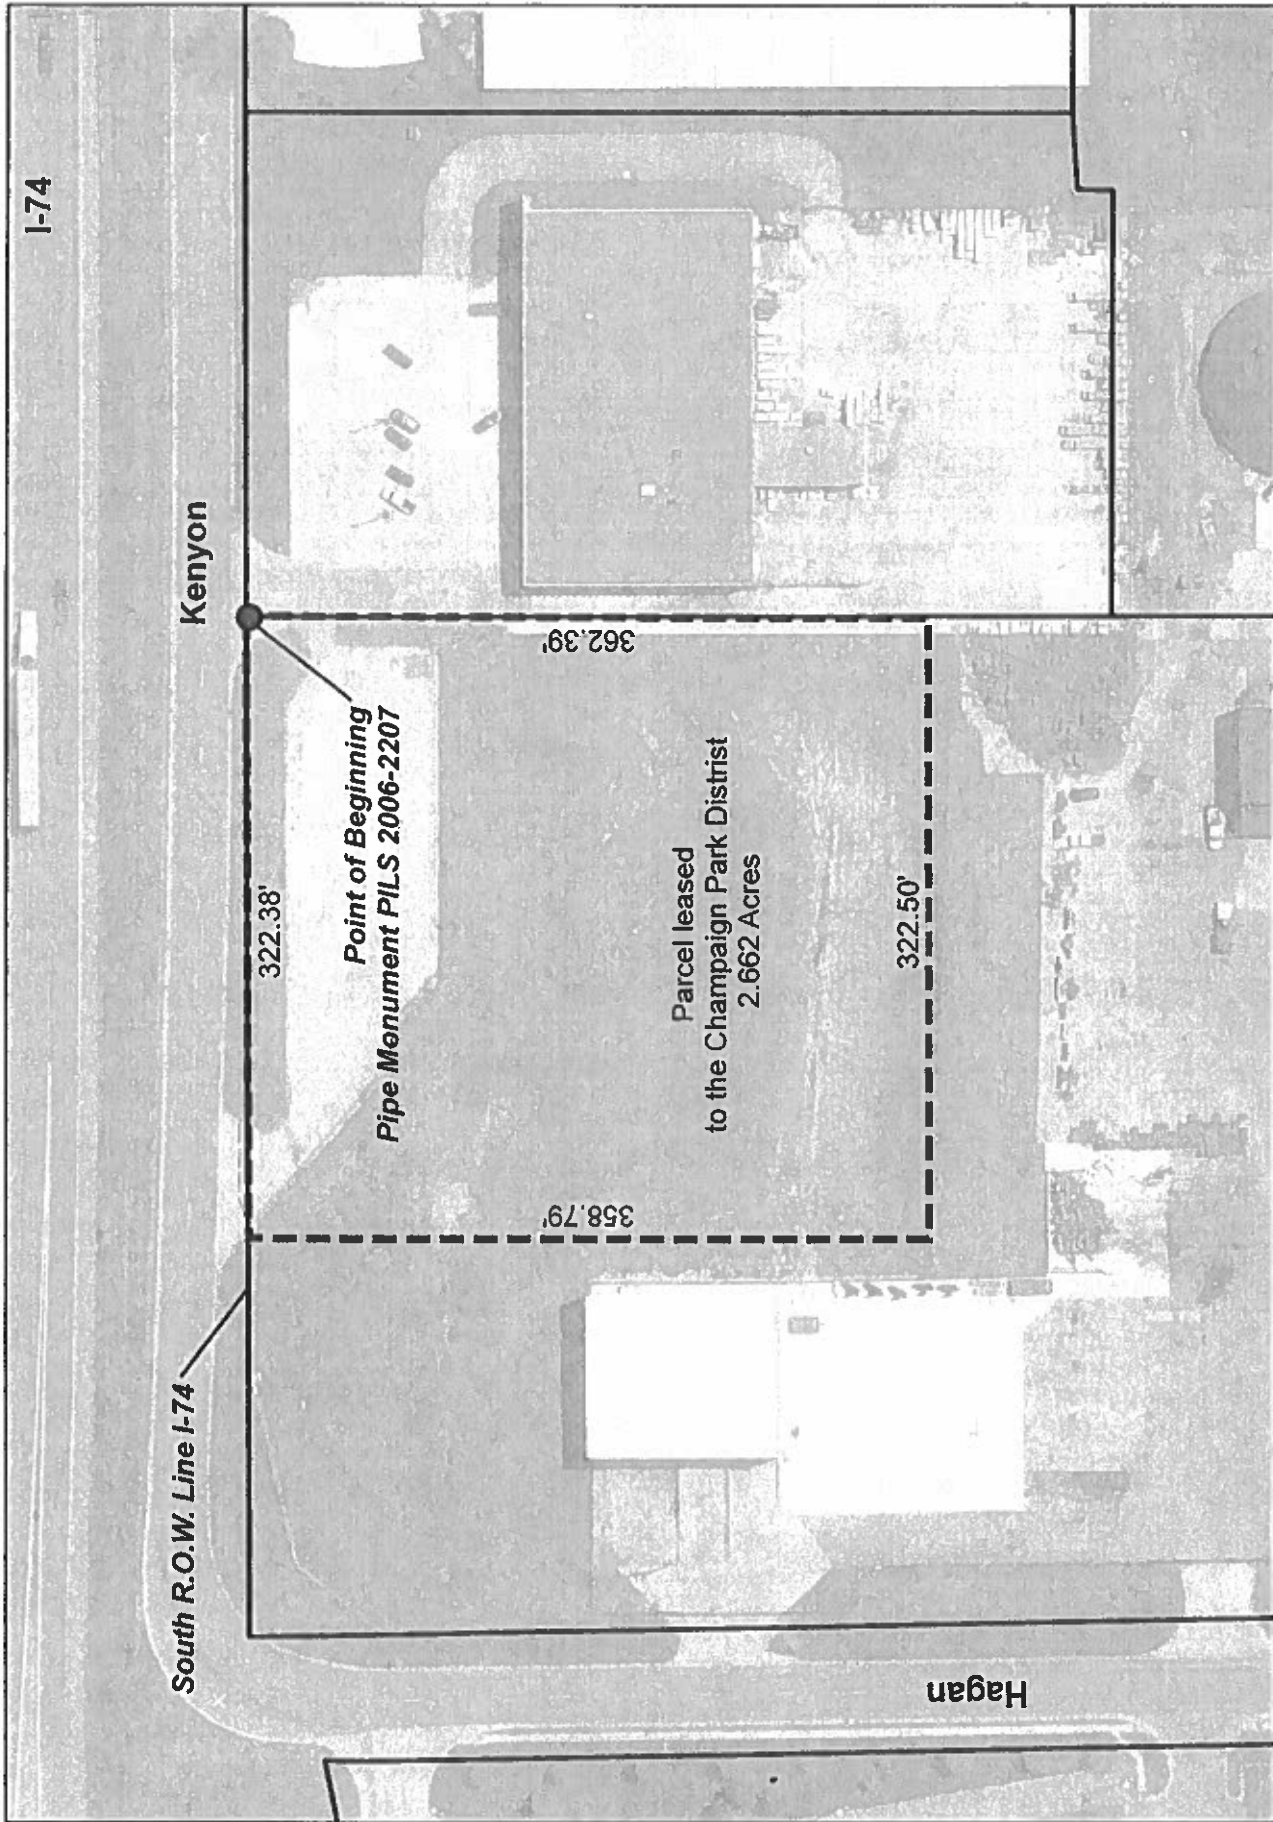 I-74
Kenyon
South R.O.W. Line I-74
322.38'
Point of Beginning
Pipe Monument PILS 2006-2207
362.39'
358.79'
Parcel leased
to the Champaign Park Distrist
2.662 Acres
322.50'
Hagan